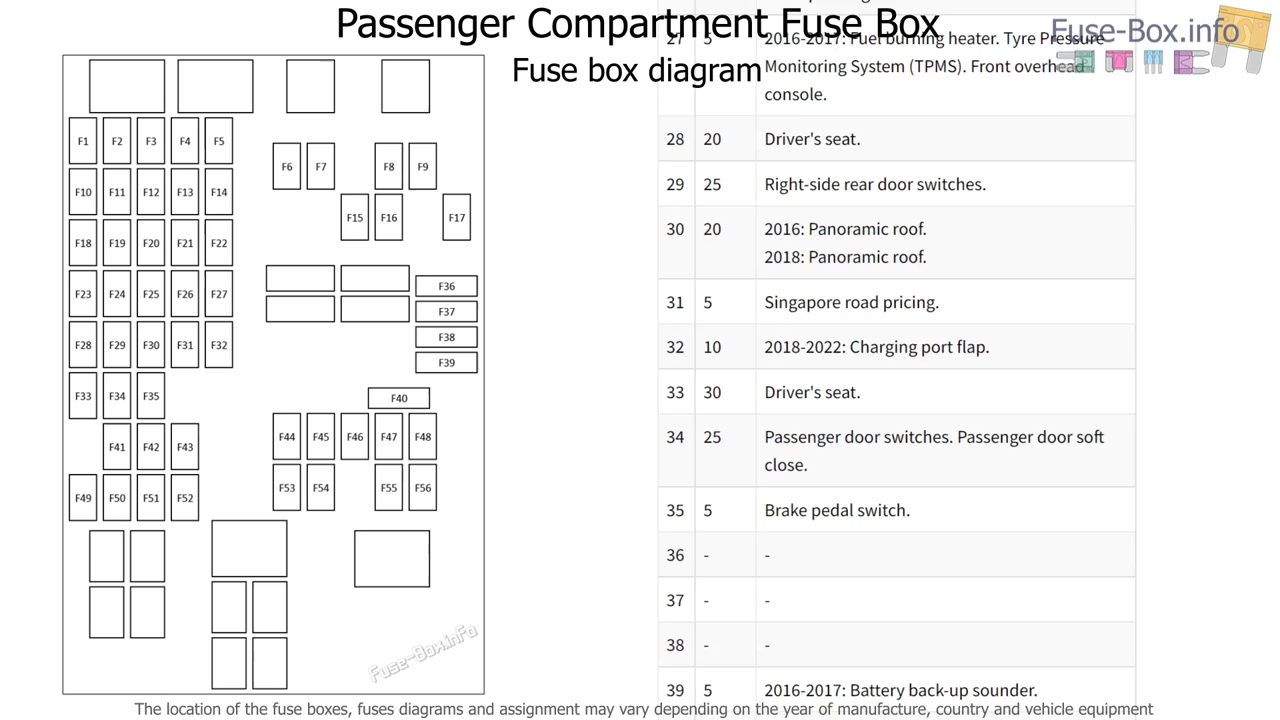 Passenger Compartment Fuse Box
Fuse box diagram
Fuse-Box.info
F1 F2 F3 F4 F5
F6 F7 F8 F9
F10 F11 F12 F13 F14
F15 F16 F17
F18 F19 F20 F21 F22
F23 F24 F25 F26 F27
F36
F37
F38
F39
F28 F29 F30 F31 F32
F33 F34 F35
F40
F41 F42 F43
F44 F45 F46 F47 F48
F49 F50 F51 F52
F53 F54 F55 F56
Fuse-Box.info
27 5 2016-2017: Fuel burning heater. Tyre Pressure
Monitoring System (TPMS). Front overhead
console.
28 20 Driver's seat.
29 25 Right-side rear door switches.
30 20 2016: Panoramic roof.
2018: Panoramic roof.
31 5 Singapore road pricing.
32 10 2018-2022: Charging port flap.
33 30 Driver's seat.
34 25 Passenger door switches. Passenger door soft
close.
35 5 Brake pedal switch.
36 - -
37 - -
38 - -
39 5 2016-2017: Battery back-up sounder.
The location of the fuse boxes, fuses diagrams and assignment may vary depending on the year of manufacture, country and vehicle equipment